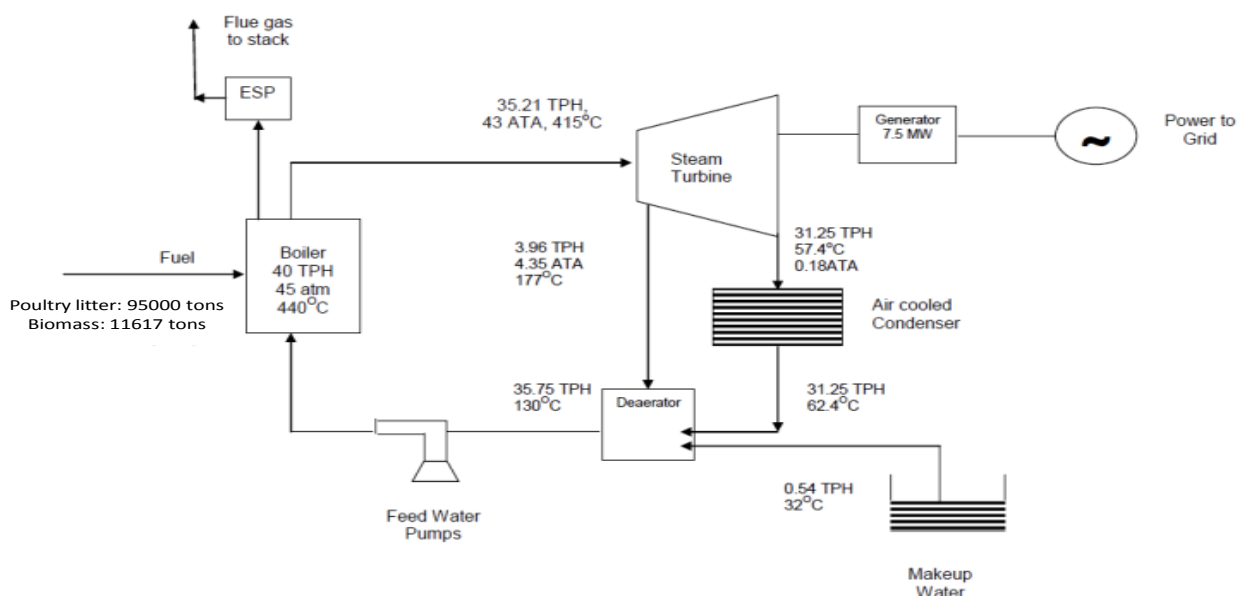 Flue gas
to stack
ESP
35.21 TPH,
43 ATA, 415°C
Generator
7.5 MW
~
Power to
Grid
Steam
Turbine
Fuel
Boiler
40 TPH
45 atm
440°C
Poultry litter: 95000 tons
Biomass: 11617 tons
3.96 TPH
4.35 ATA
177°C
31.25 TPH
57.4°C
0.18ATA
Air cooled
Condenser
35.75 TPH
130°C
Deaerator
31.25 TPH
62.4°C
0.54 TPH
32°C
Feed Water
Pumps
Makeup
Water